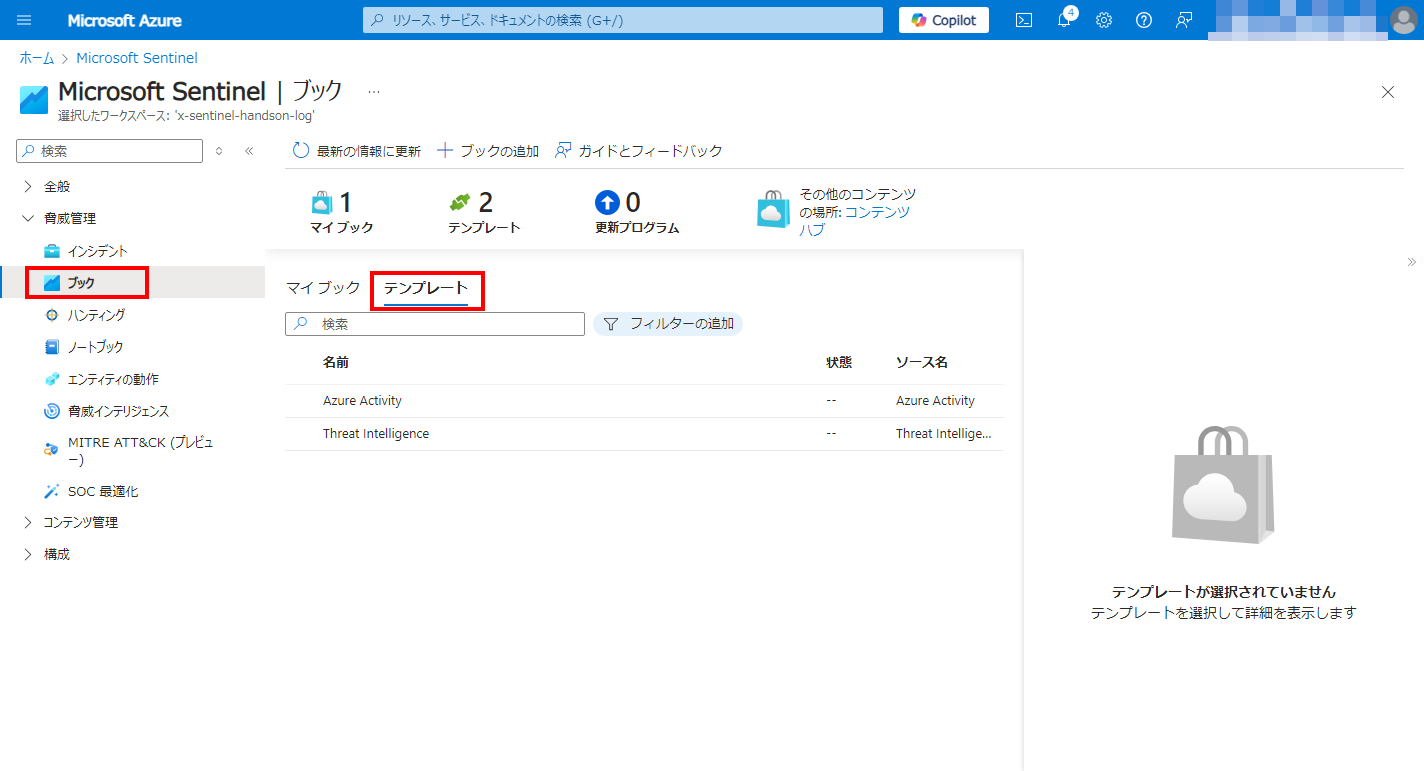 Microsoft Azure
リソース、サービス、ドキュメントの検索 (G+/)
Copilot
4
ホーム > Microsoft Sentinel
Microsoft Sentinel | ブック ...
選択したワークスペース: 'x-sentinel-handson-log'
検索
最新の情報に更新
ブックの追加
ガイドとフィードバック
全般
脅威管理
インシデント
ブック
ハンティング
ノートブック
エンティティの動作
脅威インテリジェンス
MITRE ATT&CK (プレビュ
ー)
SOC 最適化
コンテンツ管理
構成
1
マイ ブック
2
テンプレート
0
更新プログラム
その他のコンテンツ
の場所: コンテンツ
ハブ
マイ ブック
テンプレート
検索
フィルターの追加
名前 状態 ソース名
Azure Activity -- Azure Activity
Threat Intelligence -- Threat Intellige...
テンプレートが選択されていません
テンプレートを選択して詳細を表示します